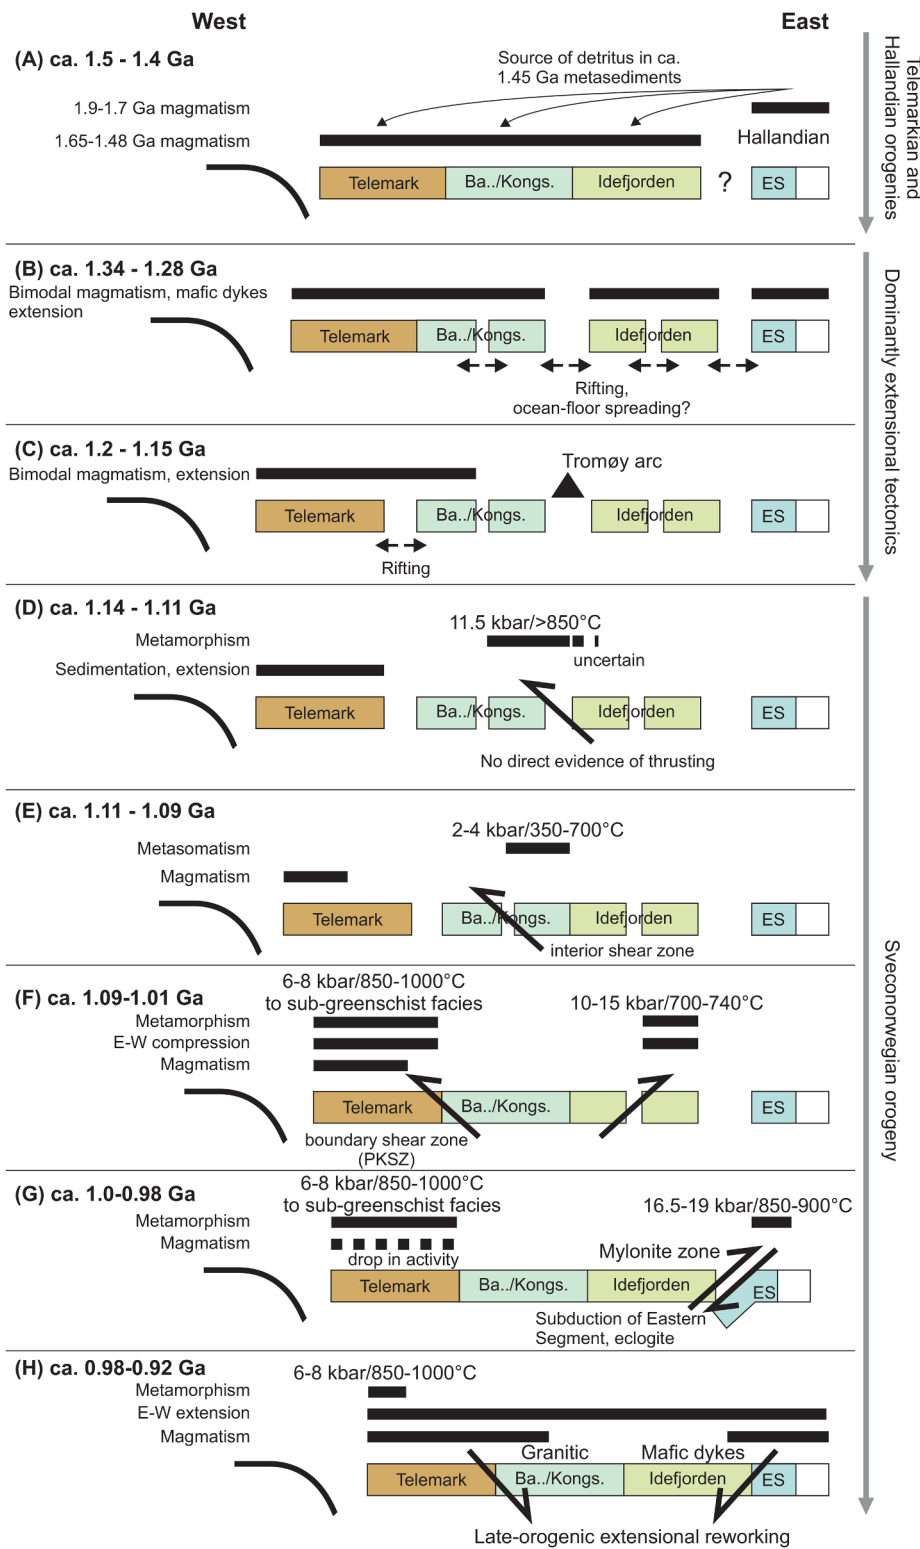 West
East
(A) ca. 1.5 - 1.4 Ga
Source of detritus in ca.
1.45 Ga metasediments
1.9-1.7 Ga magmatism
1.65-1.48 Ga magmatism
Hallandian
Telemark
Ba../Kongs.
Idefjorden
?
ES
Telemarkian and
Hallandian orogenies
(B) ca. 1.34 - 1.28 Ga
Bimodal magmatism, mafic dykes
extension
Telemark
Ba../Kongs.
Idefjorden
ES
Rifting,
ocean-floor spreading?
Dominantly extensional tectonics
(C) ca. 1.2 - 1.15 Ga
Bimodal magmatism, extension
Tromøy arc
Telemark
Ba../Kongs.
Idefjorden
ES
Rifting
(D) ca. 1.14 - 1.11 Ga
11.5 kbar/>850°C
Metamorphism
uncertain
Sedimentation, extension
Telemark
Ba../Kongs.
Idefjorden
ES
No direct evidence of thrusting
(E) ca. 1.11 - 1.09 Ga
2-4 kbar/350-700°C
Metasomatism
Magmatism
Telemark
Ba../Kongs.
Idefjorden
ES
interior shear zone
Sveconorwegian orogeny
(F) ca. 1.09-1.01 Ga
6-8 kbar/850-1000°C
to sub-greenschist facies
10-15 kbar/700-740°C
Metamorphism
E-W compression
Magmatism
Telemark
Ba../Kongs.
ES
boundary shear zone
(PKSZ)
(G) ca. 1.0-0.98 Ga
6-8 kbar/850-1000°C
to sub-greenschist facies
16.5-19 kbar/850-900°C
Metamorphism
Magmatism
drop in activity
Mylonite zone
Telemark
Ba../Kongs.
Idefjorden
ES
Subduction of Eastern
Segment, eclogite
(H) ca. 0.98-0.92 Ga
6-8 kbar/850-1000°C
Metamorphism
E-W extension
Magmatism
Granitic
Mafic dykes
Telemark
Ba../Kongs.
Idefjorden
ES
Late-orogenic extensional reworking